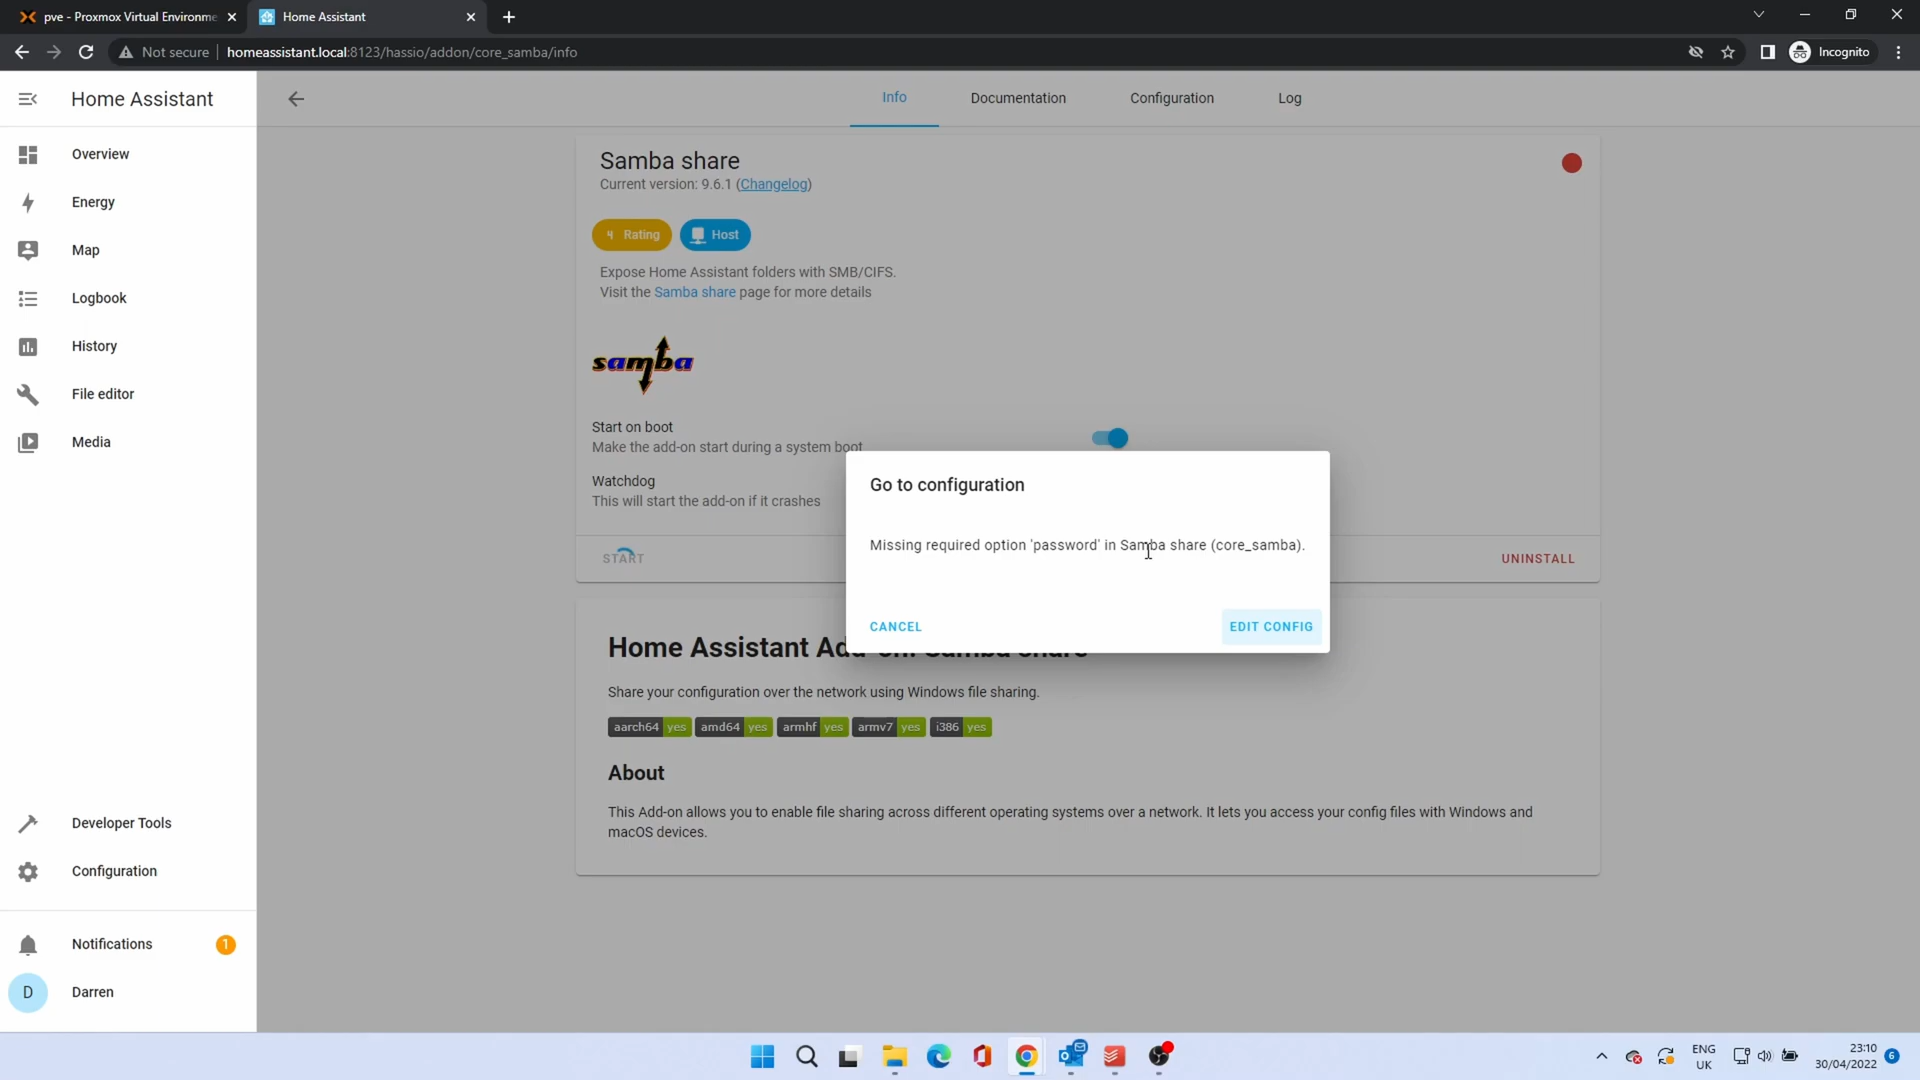 pve - Proxmox Virtual Environme
Home Assistant
Not secure
homeassistant.local:8123/hassio/addon/core_samba/info
Incognito
Home Assistant
Info
Documentation
Configuration
Log
Overview
Energy
Map
Logbook
History
File editor
Media
Developer Tools
Configuration
Notifications
1
D
Darren
Samba share
Current version: 9.6.1 (Changelog)
4 Rating
Host
Expose Home Assistant folders with SMB/CIFS.
Visit the Samba share page for more details
samba
Start on boot
Make the add-on start during a system boot
Watchdog
This will start the add-on if it crashes
START
UNINSTALL
Go to configuration
Missing required option 'password' in Samba share (core_samba).
CANCEL
EDIT CONFIG
Home Assistant Add-on: Samba share
Share your configuration over the network using Windows file sharing.
aarch64 yes amd64 yes armhf yes armv7 yes i386 yes
About
This Add-on allows you to enable file sharing across different operating systems over a network. It lets you access your config files with Windows and
macOS devices.
ENG
UK
23:10
30/04/2022
6